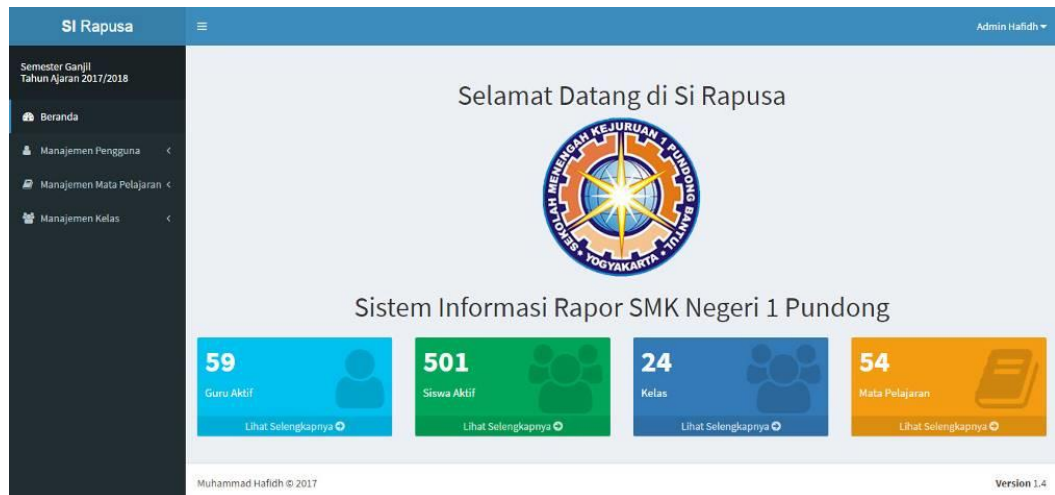 SI Rapusa
Admin Hafidh
Semester Ganjil
Tahun Ajaran 2017/2018
Beranda
Manajemen Pengguna
Manajemen Mata Pelajaran
Manajemen Kelas
Selamat Datang di Si Rapusa
SEKOLAH MENENGAH KEJURUAN 1 PUNDONG BANTUL
YOGYAKARTA
Sistem Informasi Rapor SMK Negeri 1 Pundong
59
Guru Aktif
Lihat Selengkapnya
501
Siswa Aktif
Lihat Selengkapnya
24
Kelas
Lihat Selengkapnya
54
Mata Pelajaran
Lihat Selengkapnya
Muhammad Hafidh © 2017
Version 1.4